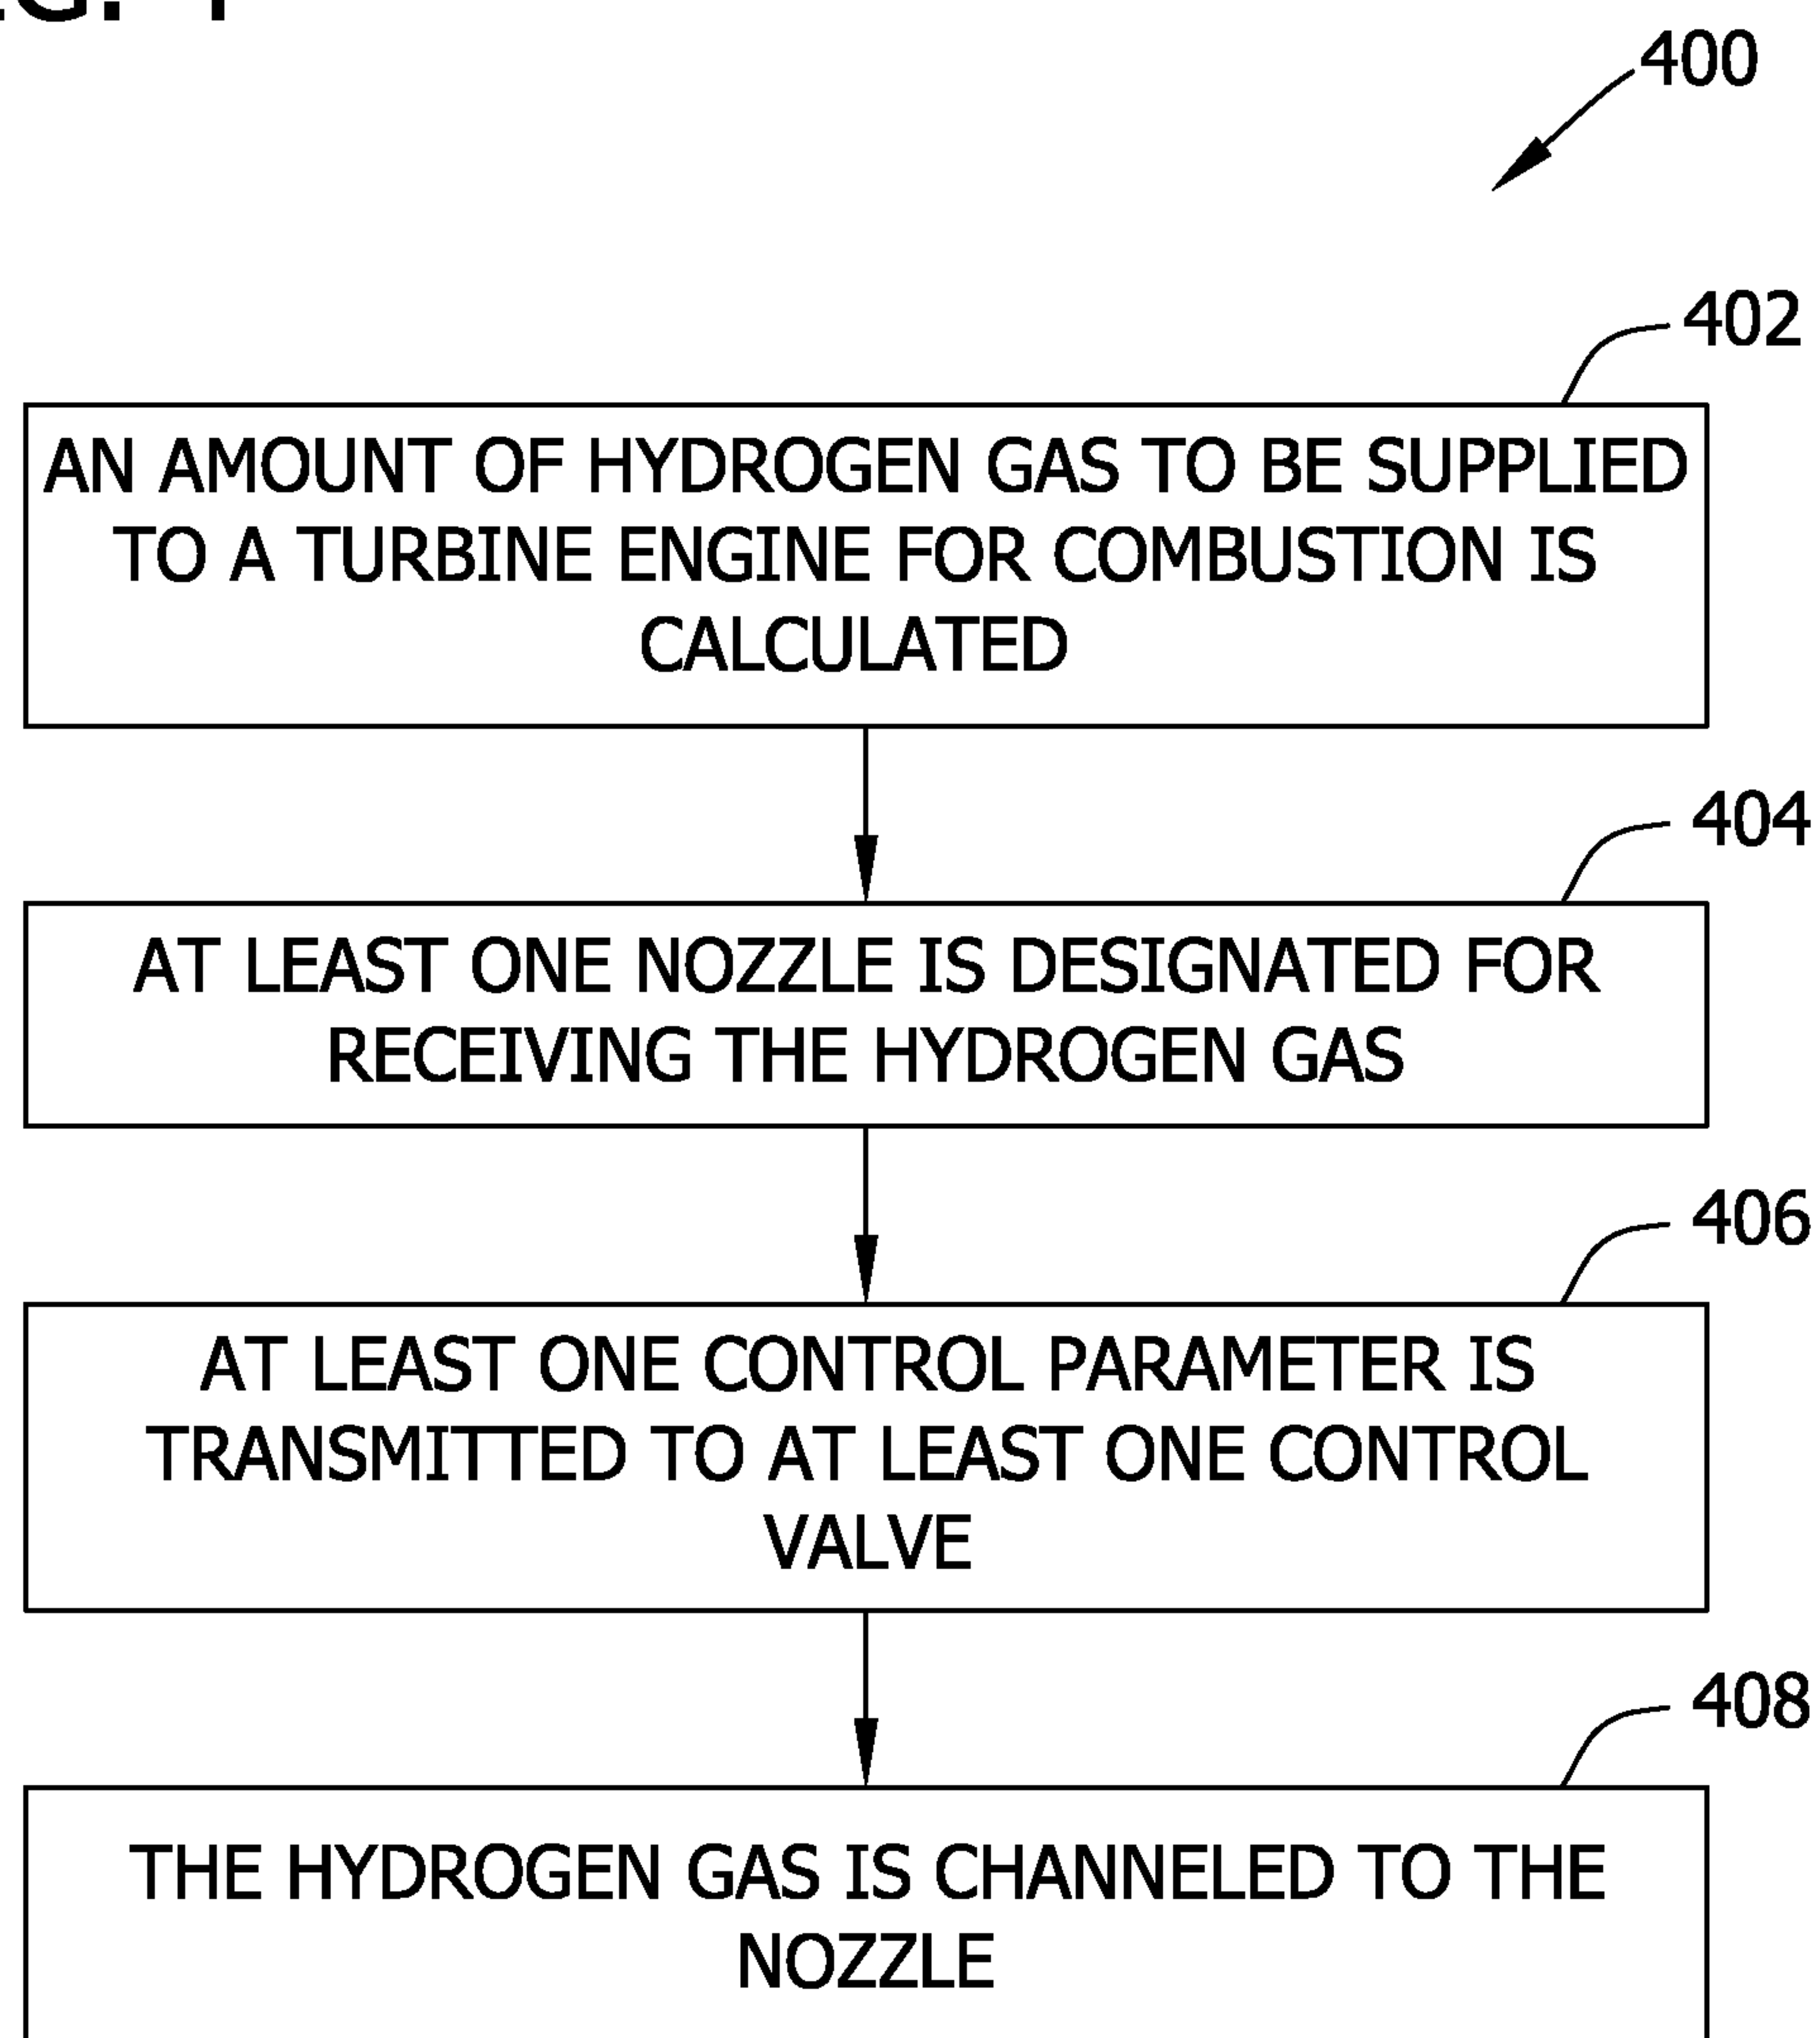 400
402
AN AMOUNT OF HYDROGEN GAS TO BE SUPPLIED
TO A TURBINE ENGINE FOR COMBUSTION IS
CALCULATED
404
AT LEAST ONE NOZZLE IS DESIGNATED FOR
RECEIVING THE HYDROGEN GAS
406
AT LEAST ONE CONTROL PARAMETER IS
TRANSMITTED TO AT LEAST ONE CONTROL
VALVE
408
THE HYDROGEN GAS IS CHANNELED TO THE
NOZZLE